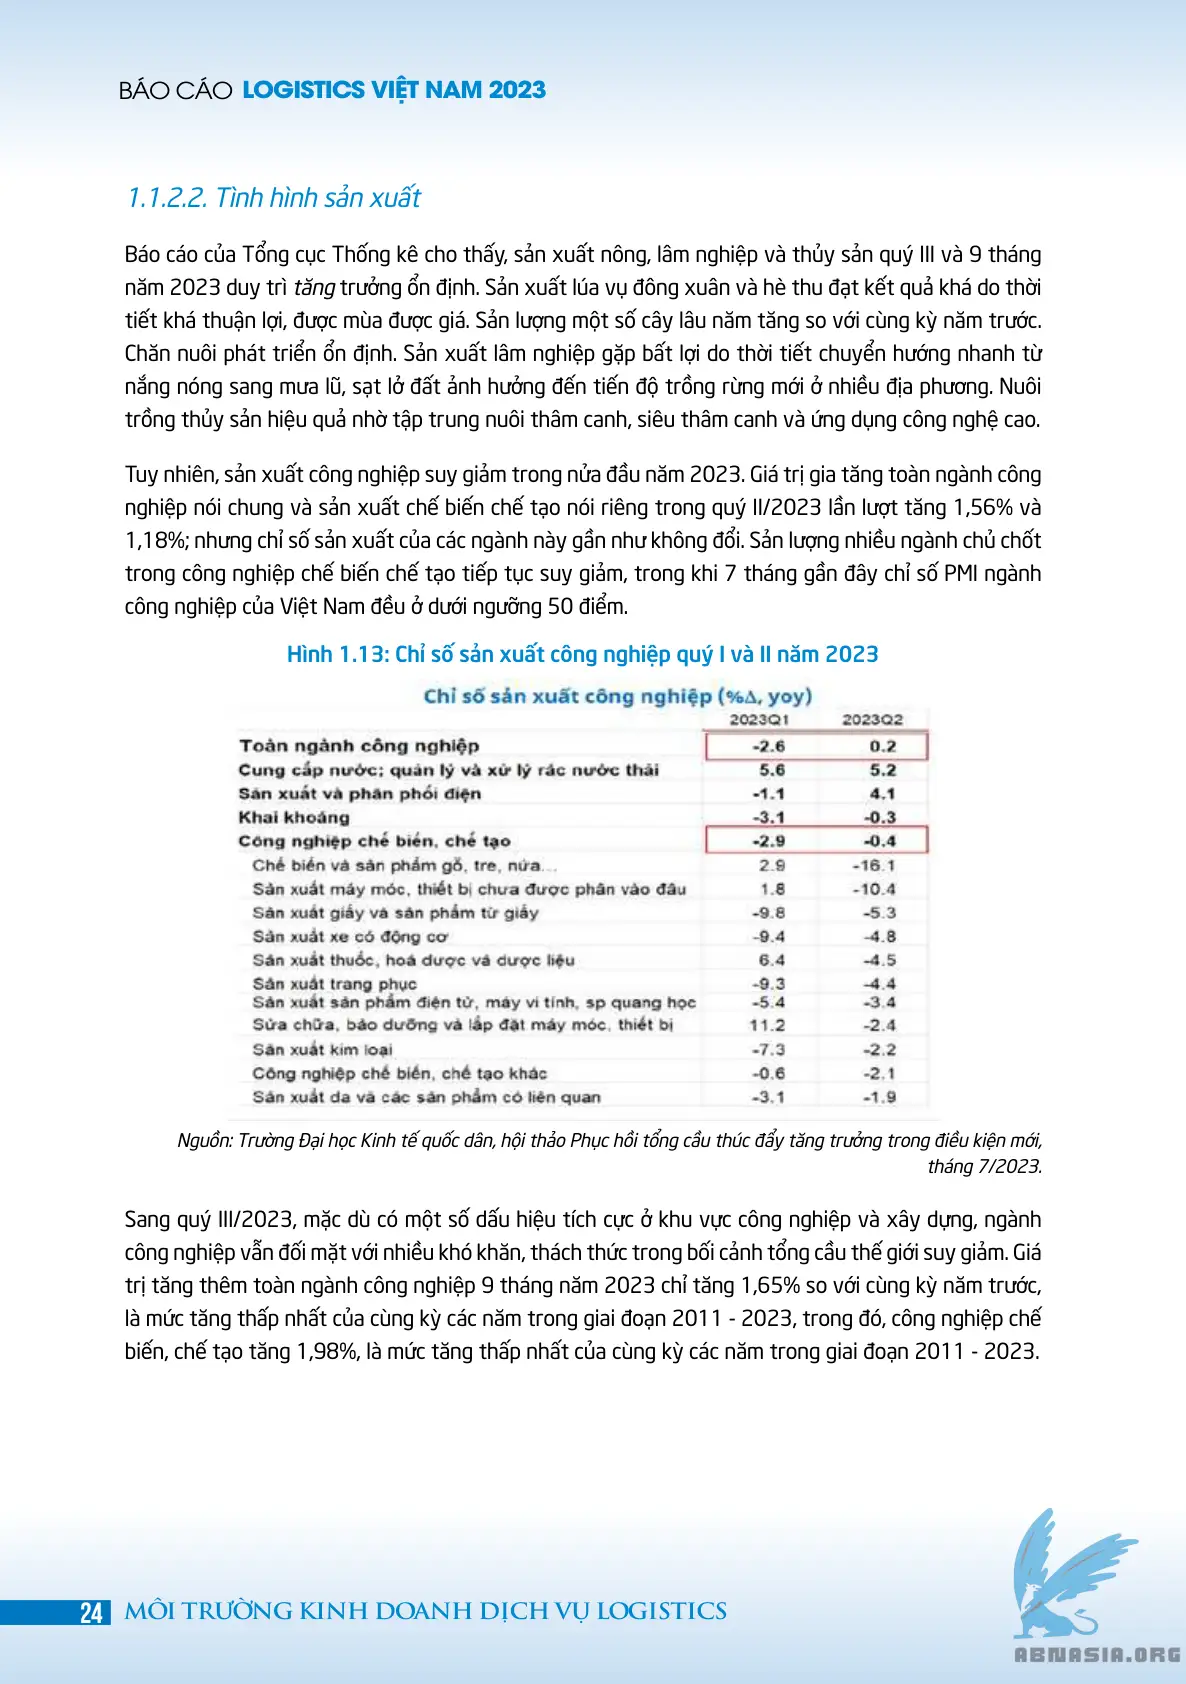 BÁO CÁO LOGISTICS VIỆT NAM 2023
1.1.2.2. Tình hình sản xuất
Báo cáo của Tổng cục Thống kê cho thấy, sản xuất nông, lâm nghiệp và thủy sản quý III và 9 tháng
năm 2023 duy trì tăng trưởng ổn định. Sản xuất lúa vụ đông xuân và hè thu đạt kết quả khá do thời
tiết khá thuận lợi, được mùa được giá. Sản lượng một số cây lâu năm tăng so với cùng kỳ năm trước.
Chăn nuôi phát triển ổn định. Sản xuất lâm nghiệp gặp bất lợi do thời tiết chuyển hướng nhanh từ
nắng nóng sang mưa lũ, sạt lở đất ảnh hưởng đến tiến độ trồng rừng mới ở nhiều địa phương. Nuôi
trồng thủy sản hiệu quả nhờ tập trung nuôi thâm canh, siêu thâm canh và ứng dụng công nghệ cao.
Tuy nhiên, sản xuất công nghiệp suy giảm trong nửa đầu năm 2023. Giá trị gia tăng toàn ngành công
nghiệp nói chung và sản xuất chế biến chế tạo nói riêng trong quý II/2023 lần lượt tăng 1,56% và
1,18%; nhưng chỉ số sản xuất của các ngành này gần như không đổi. Sản lượng nhiều ngành chủ chốt
trong công nghiệp chế biến chế tạo tiếp tục suy giảm, trong khi 7 tháng gần đây chỉ số PMI ngành
công nghiệp của Việt Nam đều ở dưới ngưỡng 50 điểm.
Hình 1.13: Chỉ số sản xuất công nghiệp quý I và II năm 2023
Chỉ số sản xuất công nghiệp (%Δ, yoy)
2023Q1 2023Q2
Toàn ngành công nghiệp -2.6 0.2
Cung cấp nước; quản lý và xử lý rác nước thải 5.6 5.2
Sản xuất và phân phối điện -1.1 4.1
Khai khoáng -3.1 -0.3
Công nghiệp chế biến, chế tạo -2.9 -0.4
Chế biến và sản phẩm gỗ, tre, nứa... 2.9 -16.1
Sản xuất máy móc, thiết bị chưa được phân vào đâu 1.8 -10.4
Sản xuất giấy và sản phẩm từ giấy -9.8 -5.3
Sản xuất xe có động cơ -9.4 -4.8
Sản xuất thuốc, hoá dược và dược liệu 6.4 -4.5
Sản xuất trang phục -9.3 -4.4
Sản xuất sản phẩm điện tử, máy vi tính, sp quang học -5.4 -3.4
Sửa chữa, bảo dưỡng và lắp đặt máy móc, thiết bị 11.2 -2.4
Sản xuất kim loại -7.3 -2.2
Công nghiệp chế biến, chế tạo khác -0.6 -2.1
Sản xuất da và các sản phẩm có liên quan -3.1 -1.9
Nguồn: Trường Đại học Kinh tế quốc dân, hội thảo Phục hồi tổng cầu thúc đẩy tăng trưởng trong điều kiện mới,
tháng 7/2023.
Sang quý III/2023, mặc dù có một số dấu hiệu tích cực ở khu vực công nghiệp và xây dựng, ngành
công nghiệp vẫn đối mặt với nhiều khó khăn, thách thức trong bối cảnh tổng cầu thế giới suy giảm. Giá
trị tăng thêm toàn ngành công nghiệp 9 tháng năm 2023 chỉ tăng 1,65% so với cùng kỳ năm trước,
là mức tăng thấp nhất của cùng kỳ các năm trong giai đoạn 2011 - 2023, trong đó, công nghiệp chế
biến, chế tạo tăng 1,98%, là mức tăng thấp nhất của cùng kỳ các năm trong giai đoạn 2011 - 2023.
24 MÔI TRƯỜNG KINH DOANH DỊCH VỤ LOGISTICS
ABNASIA.ORG